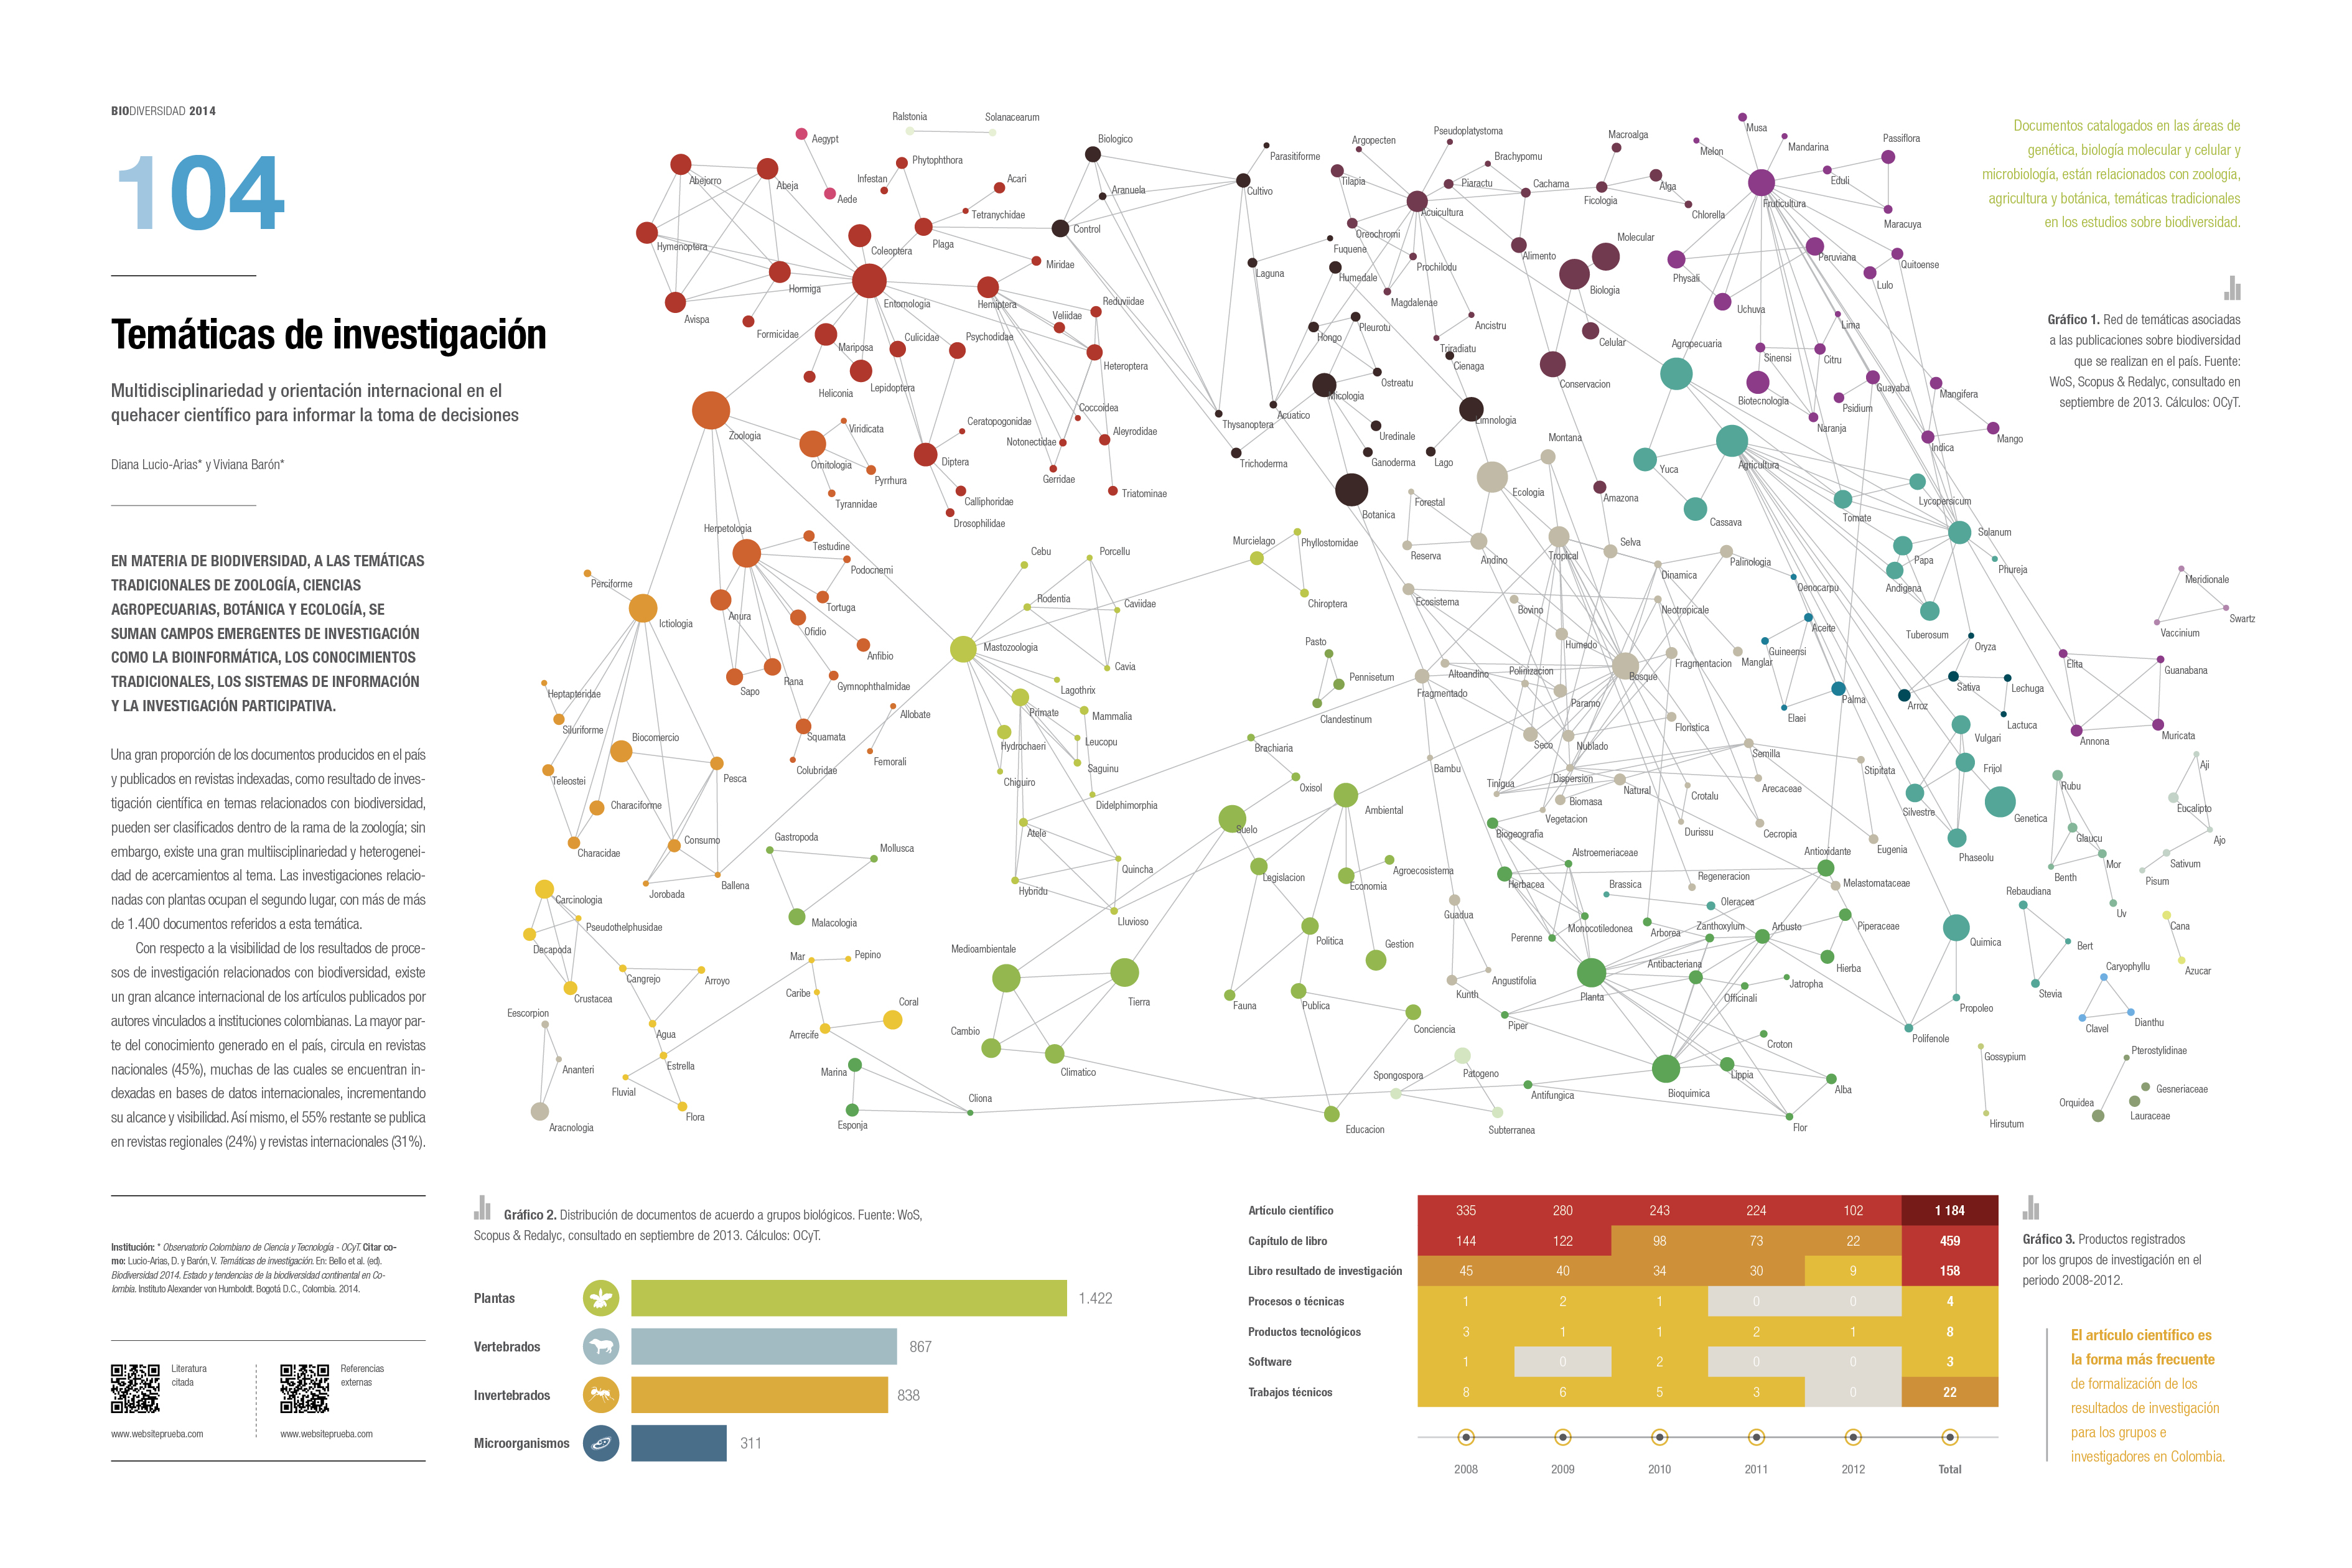 BIODIVERSIDAD 2014
104
Temáticas de investigación
Multidisciplinariedad y orientación internacional en el
quehacer científico para informar la toma de decisiones
Diana Lucio-Arias* y Viviana Barón*
EN MATERIA DE BIODIVERSIDAD, A LAS TEMÁTICAS
TRADICIONALES DE ZOOLOGÍA, CIENCIAS
AGROPECUARIAS, BOTÁNICA Y ECOLOGÍA, SE
SUMAN CAMPOS EMERGENTES DE INVESTIGACIÓN
COMO LA BIOINFORMÁTICA, LOS CONOCIMIENTOS
TRADICIONALES, LOS SISTEMAS DE INFORMACIÓN
Y LA INVESTIGACIÓN PARTICIPATIVA.
Una gran proporción de los documentos producidos en el país
y publicados en revistas indexadas, como resultado de inves-
tigación científica en temas relacionados con biodiversidad,
pueden ser clasificados dentro de la rama de la zoología; sin
embargo, existe una gran multiisciplinariedad y heterogenei-
dad de acercamientos al tema. Las investigaciones relacio-
nadas con plantas ocupan el segundo lugar, con más de más
de 1.400 documentos referidos a esta temática.
Con respecto a la visibilidad de los resultados de proce-
sos de investigación relacionados con biodiversidad, existe
un gran alcance internacional de los artículos publicados por
autores vinculados a instituciones colombianas. La mayor par-
te del conocimiento generado en el país, circula en revistas
nacionales (45%), muchas de las cuales se encuentran in-
dexadas en bases de datos internacionales, incrementando
su alcance y visibilidad. Así mismo, el 55% restante se publica
en revistas regionales (24%) y revistas internacionales (31%).
Institución: * Observatorio Colombiano de Ciencia y Tecnología - OCyT. Citar co-
mo: Lucio-Arias, D. y Barón, V. Temáticas de investigación. En: Bello et al. (ed).
Biodiversidad 2014. Estado y tendencias de la biodiversidad continental en Co-
lombia. Instituto Alexander von Humboldt. Bogotá D.C., Colombia. 2014.
Literatura
citada
www.websiteprueba.com
Referencias
externas
www.websiteprueba.com
Documentos catalogados en las áreas de
genética, biología molecular y celular y
microbiología, están relacionados con zoología,
agricultura y botánica, temáticas tradicionales
en los estudios sobre biodiversidad.
Gráfico 1. Red de temáticas asociadas
a las publicaciones sobre biodiversidad
que se realizan en el país. Fuente:
WoS, Scopus & Redalyc, consultado en
septiembre de 2013. Cálculos: OCyT.
Aegypt
Aede
Ralstonia
Solanacearum
Abejorro
Abeja
Hymenoptera
Hormiga
Avispa
Formicidae
Phytophthora
Infestan
Acari
Tetranychidae
Plaga
Coleoptera
Entomologia
Miridae
Hemiptera
Reduviidae
Veliidae
Heteroptera
Mariposa
Culicidae
Psychodidae
Lepidoptera
Heliconia
Coccoidea
Ceratopogonidae
Notonectidae
Aleyrodidae
Gerridae
Triatominae
Diptera
Calliphoridae
Drosophilidae
Biologico
Aranuela
Control
Cultivo
Parasitiforme
Laguna
Fuquene
Humedale
Hongo
Pleurotu
Ostreatu
Micologia
Acuatico
Thysanoptera
Trichoderma
Uredinale
Ganoderma
Lago
Cienaga
Limnologia
Botanica
Argopecten
Pseudoplatystoma
Tilapia
Piaractu
Brachypomu
Cachama
Acuicultura
Oreochromi
Prochilodu
Magdalenae
Ancistru
Triradiatu
Alimento
Macroalga
Alga
Ficologia
Chlorella
Molecular
Biologia
Celular
Conservacion
Amazona
Musa
Melon
Mandarina
Passiflora
Eduli
Maracuya
Fruticultura
Physali
Peruviana
Quitoense
Lulo
Uchuva
Lima
Sinensi
Citru
Biotecnologia
Guayaba
Psidium
Naranja
Mangifera
Mango
Indica
Agropecuaria
Agricultura
Yuca
Cassava
Tomate
Lycopersicum
Solanum
Papa
Andigena
Phureja
Tuberosum
Zoologia
Ornitologia
Viridicata
Pyrrhura
Tyrannidae
Herpetologia
Testudine
Podocnemi
Tortuga
Anura
Ofidio
Anfibio
Sapo
Rana
Gymnophthalmidae
Squamata
Colubridae
Allobate
Femorali
Perciforme
Ictiologia
Heptapteridae
Siluriforme
Teleostei
Biocomercio
Pesca
Characiforme
Characidae
Consumo
Jorobada
Ballena
Cebu
Porcellu
Rodentia
Caviidae
Cavia
Mastozoologia
Lagothrix
Primate
Mammalia
Hydrochaeri
Leucopu
Saguinu
Chiguiro
Didelphimorphia
Atele
Quincha
Hybridu
Lluvioso
Murcielago
Phyllostomidae
Chiroptera
Pasto
Pennisetum
Clandestinum
Brachiaria
Oxisol
Suelo
Ambiental
Legislacion
Economia
Agroecosistema
Politica
Gestion
Fauna
Publica
Conciencia
Educacion
Medioambientale
Tierra
Cambio
Climatico
Montana
Ecologia
Forestal
Reserva
Andino
Tropical
Selva
Dinamica
Palinologia
Ecosistema
Bovino
Neotropicale
Humedo
Fragmentacion
Manglar
Altoandino
Polinizacion
Bosque
Fragmentado
Paramo
Floristica
Seco
Nublado
Semilla
Stipitata
Bambu
Tinigua
Dispersion
Natural
Biomasa
Crotalu
Arecaceae
Vegetacion
Durissu
Cecropia
Eugenia
Regeneracion
Melastomataceae
Guadua
Kunth
Angustifolia
Oenocarpu
Aceite
Guineensi
Palma
Elaei
Oryza
Sativa
Lechuga
Arroz
Lactuca
Vulgari
Frijol
Silvestre
Genetica
Phaseolu
Meridionale
Swartz
Vaccinium
Elita
Guanabana
Annona
Muricata
Aji
Eucalipto
Ajo
Sativum
Pisum
Rubu
Glaucu
Mor
Benth
Uv
Rebaudiana
Bert
Stevia
Cana
Azucar
Caryophyllu
Clavel
Dianthu
Quimica
Propoleo
Polifenole
Gossypium
Hirsutum
Pterostylidinae
Gesneriaceae
Orquidea
Lauraceae
Biogeografia
Alstroemeriaceae
Herbacea
Brassica
Oleracea
Antioxidante
Monocotiledonea
Perenne
Arborea
Zanthoxylum
Arbusto
Piperaceae
Antibacteriana
Hierba
Planta
Officinali
Jatropha
Piper
Croton
Bioquimica
Lippia
Alba
Antifungica
Flor
Spongospora
Patogeno
Subterranea
Gastropoda
Mollusca
Malacologia
Carcinologia
Pseudothelphusidae
Decapoda
Crustacea
Cangrejo
Arroyo
Agua
Estrella
Fluvial
Flora
Mar
Pepino
Caribe
Arrecife
Coral
Marina
Esponja
Cliona
Eescorpion
Ananteri
Aracnologia
Gráfico 2. Distribución de documentos de acuerdo a grupos biológicos. Fuente: WoS,
Scopus & Redalyc, consultado en septiembre de 2013. Cálculos: OCyT.
Plantas 1.422
Vertebrados 867
Invertebrados 838
Microorganismos 311
Artículo científico 335 280 243 224 102 1 184
Capítulo de libro 144 122 98 73 22 459
Libro resultado de investigación 45 40 34 30 9 158
Procesos o técnicas 1 2 1 0 0 4
Productos tecnológicos 3 1 1 2 1 8
Software 1 0 2 0 0 3
Trabajos técnicos 8 6 5 3 0 22
2008 2009 2010 2011 2012 Total
Gráfico 3. Productos registrados
por los grupos de investigación en el
periodo 2008-2012.
El artículo científico es
la forma más frecuente
de formalización de los
resultados de investigación
para los grupos e
investigadores en Colombia.